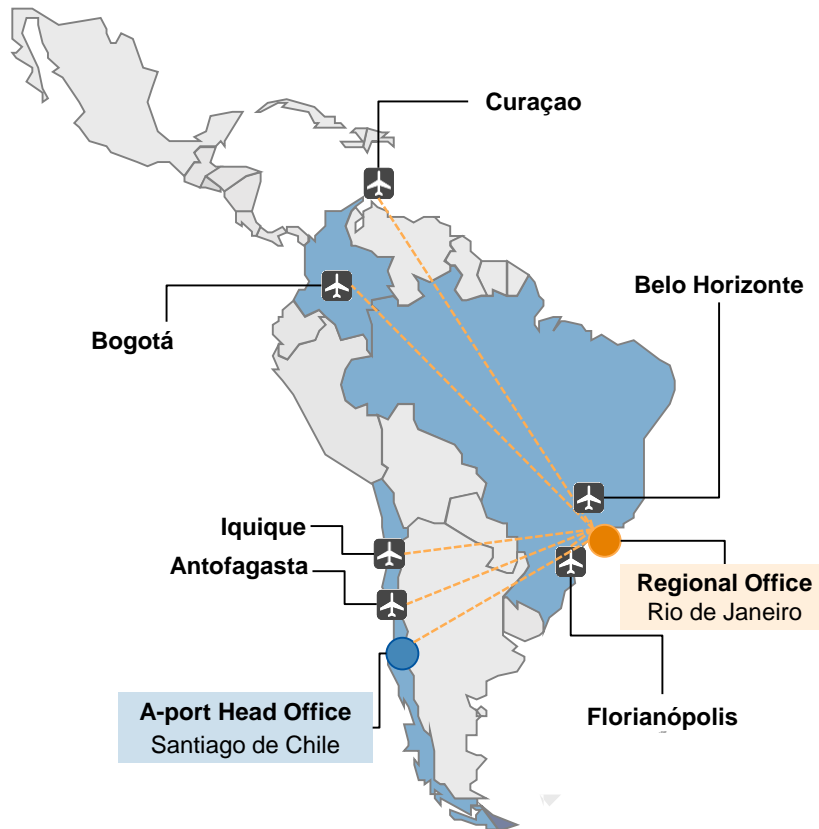 Curaçao
Belo Horizonte
Bogotá
Iquique
Antofagasta
Regional Office
Rio de Janeiro
A-port Head Office
Santiago de Chile
Florianópolis